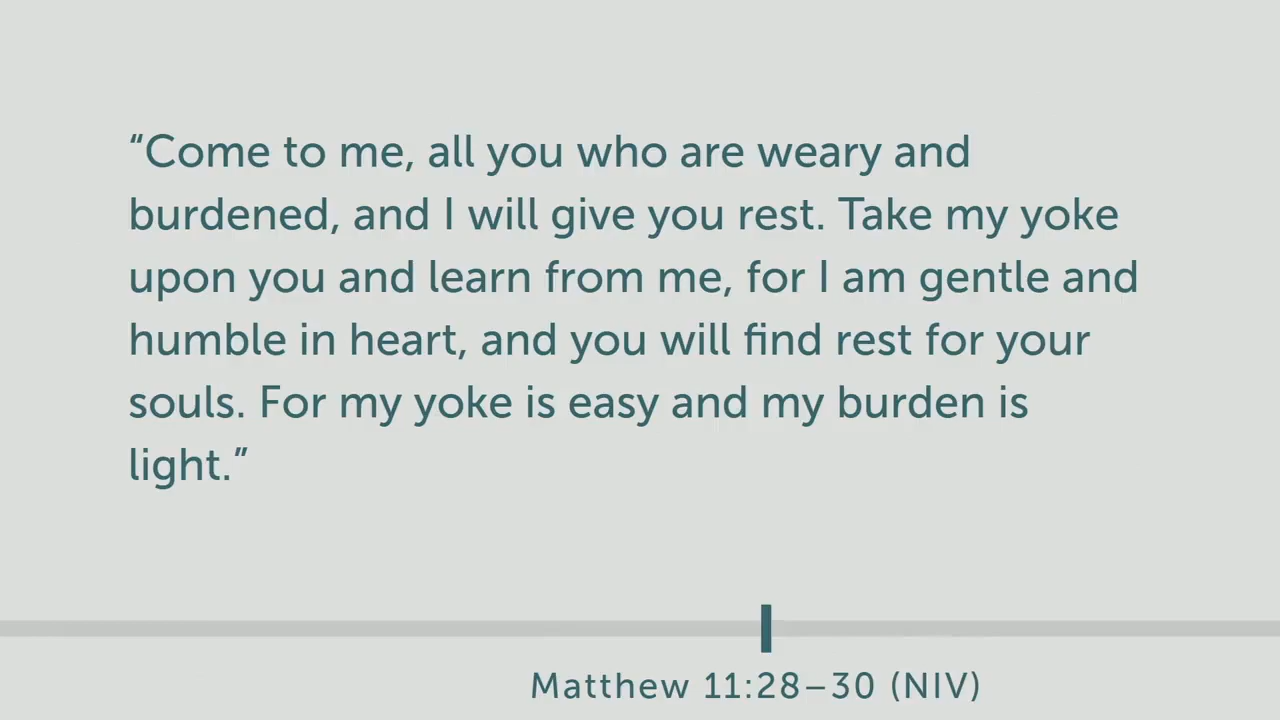 “Come to me, all you who are weary and
burdened, and I will give you rest. Take my yoke
upon you and learn from me, for I am gentle and
humble in heart, and you will find rest for your
souls. For my yoke is easy and my burden is
light.”
Matthew 11:28–30 (NIV)